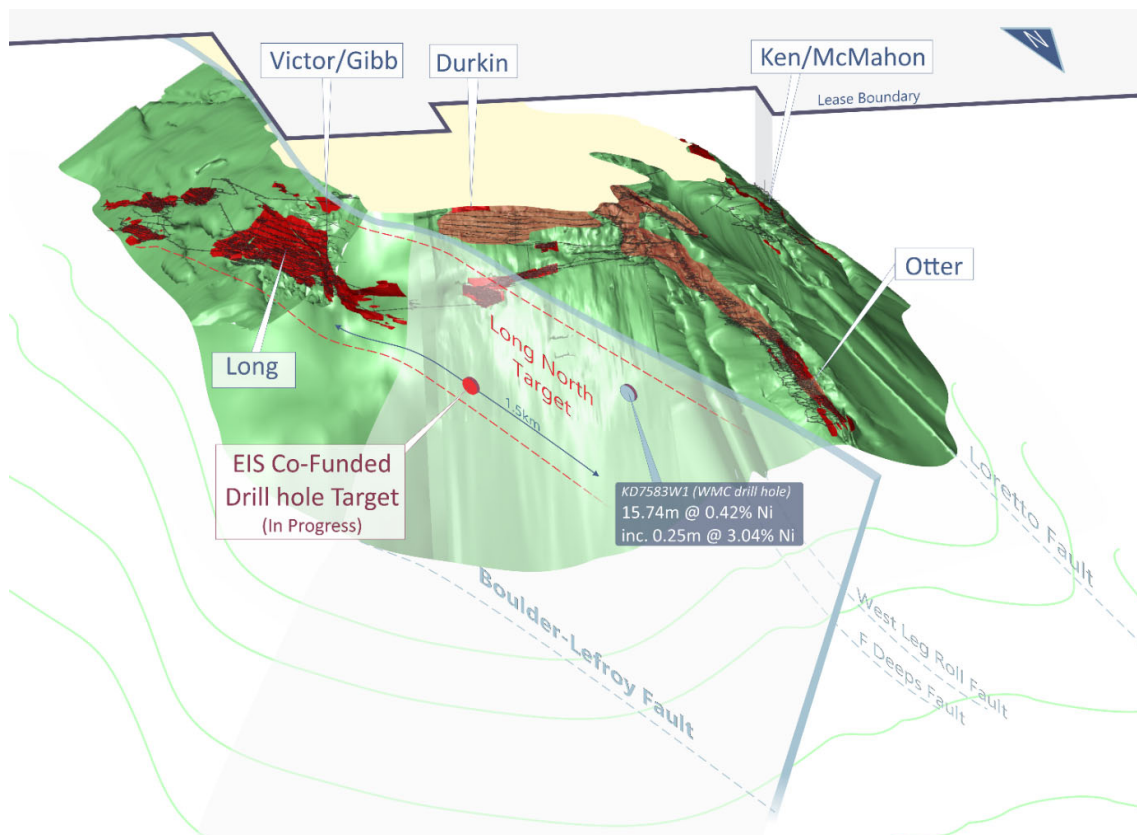 N
Victor/Gibb
Durkin
Ken/McMahon
Lease Boundary
Otter
Long
Long North
Target
1.5km
EIS Co-Funded
Drill hole Target
(In Progress)
KD7583W1 (WMC drill hole)
15.74m @ 0.42% Ni
inc. 0.25m @ 3.04% Ni
Loretto Fault
Boulder-Lefroy Fault
West Leg Roll Fault
F Deeps Fault